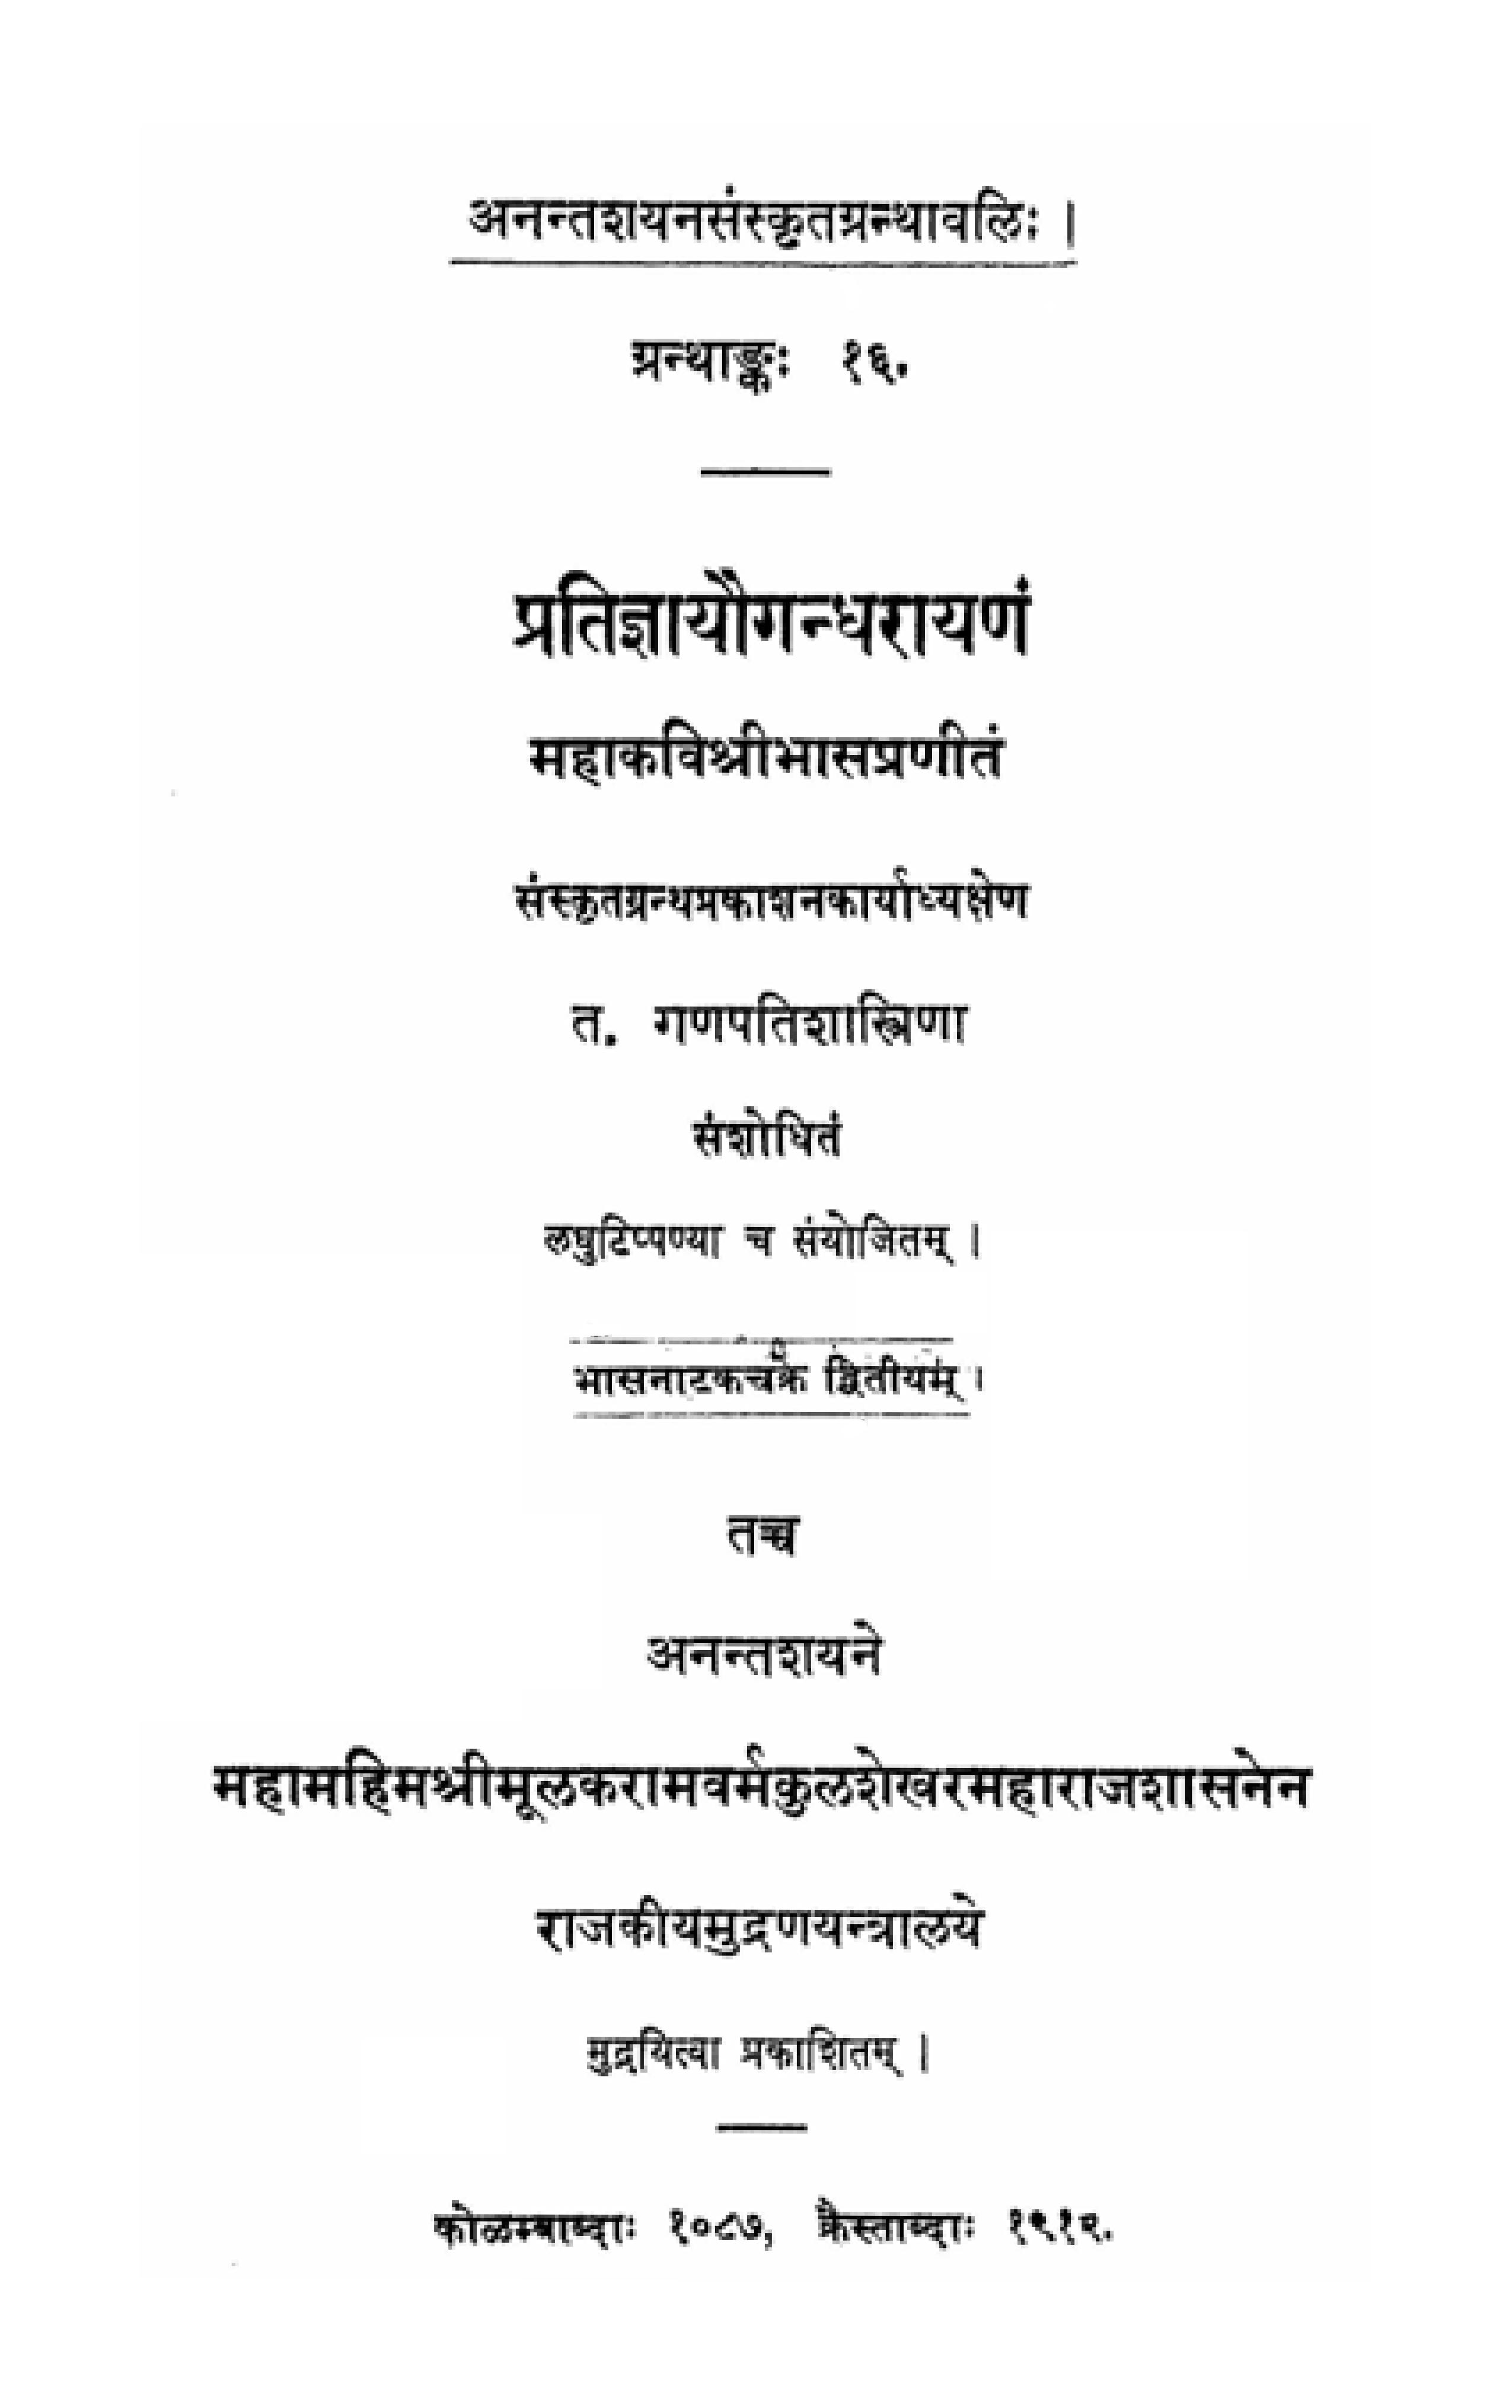 अनन्तशयनसंस्कृतग्रन्थावलिः ।
ग्रन्थाङ्कः १६.
प्रतिज्ञायौगन्धरायणं
महाकविश्रीभासप्रणीतं
संस्कृतग्रन्थप्रकाशनकार्याध्यक्षेण
त. गणपतिशास्त्रिणा
संशोधितं
लघुटिप्पण्या च संयोजितम् ।
भासनाटकचक्रे द्वितीयम् ।
तच्च
अनन्तशयने
महामहिमश्रीमूलकरामवर्मकुलशेखरमहाराजशासनेन
राजकीयमुद्रणयन्त्रालये
मुद्रयित्वा प्रकाशितम् ।
कोळम्बाब्दाः १०८७, क्रैस्ताब्दाः १९१२.